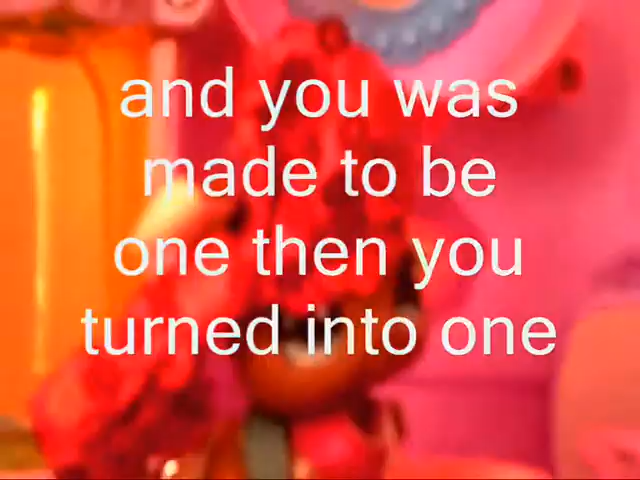 and you was
made to be
one then you
turned into one